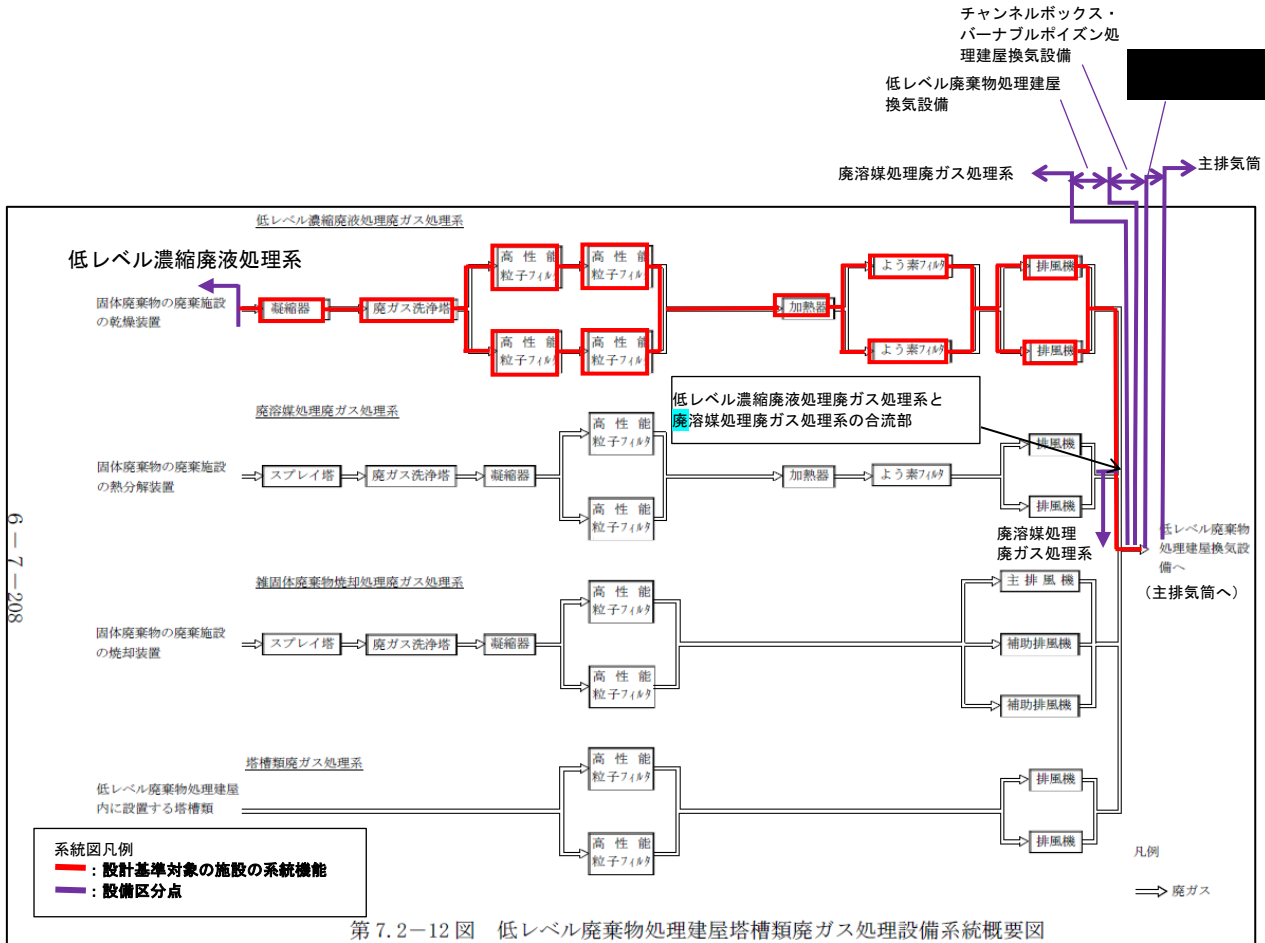 チャンネルボックス・
バーナブルポイズン処
理建屋換気設備
低レベル廃棄物処理建屋
換気設備
廃溶媒処理廃ガス処理系
主排気筒
低レベル濃縮廃液処理廃ガス処理系
低レベル濃縮廃液処理系
固体廃棄物の廃棄施設
の乾燥装置
凝縮器
廃ガス洗浄塔
高性能
粒子フィルタ
高性能
粒子フィルタ
高性能
粒子フィルタ
高性能
粒子フィルタ
加熱器
よう素フィルタ
よう素フィルタ
排風機
排風機
低レベル濃縮廃液処理廃ガス処理系と
廃溶媒処理廃ガス処理系の合流部
廃溶媒処理廃ガス処理系
固体廃棄物の廃棄施設
の熱分解装置
スプレイ塔
廃ガス洗浄塔
凝縮器
高性能
粒子フィルタ
高性能
粒子フィルタ
加熱器
よう素フィルタ
排風機
排風機
廃溶媒処理
廃ガス処理系
低レベル廃棄物
処理建屋換気設
備へ
(主排気筒へ)
雑固体廃棄物焼却処理廃ガス処理系
固体廃棄物の廃棄施設
の焼却装置
スプレイ塔
廃ガス洗浄塔
凝縮器
高性能
粒子フィルタ
高性能
粒子フィルタ
主排風機
補助排風機
補助排風機
塔槽類廃ガス処理系
低レベル廃棄物処理建屋
内に設置する塔槽類
高性能
粒子フィルタ
高性能
粒子フィルタ
排風機
排風機
系統図凡例
:設計基準対象の施設の系統機能
:設備区分点
凡例
廃ガス
第7.2-12図 低レベル廃棄物処理建屋塔槽類廃ガス処理設備系統概要図
6-7-208